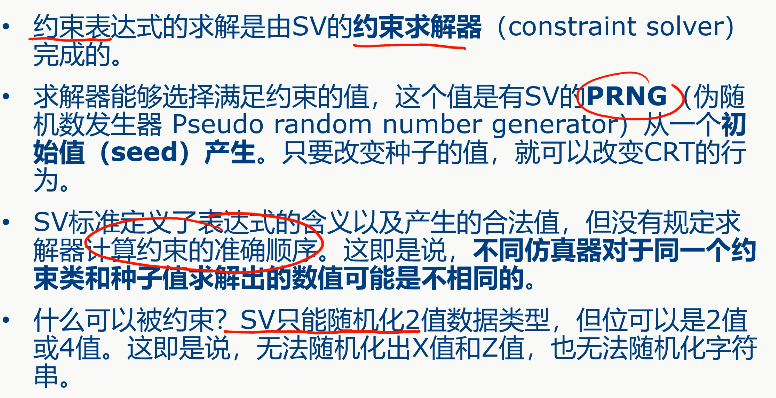 • 约束表达式的求解是由SV的约束求解器（constraint solver）
完成的。
• 求解器能够选择满足约束的值，这个值是有SV的PRNG（伪随
机数发生器 Pseudo random number generator）从一个初
始值（seed）产生。只要改变种子的值，就可以改变CRT的行
为。
• SV标准定义了表达式的含义以及产生的合法值，但没有规定求
解器计算约束的准确顺序。这即是说，不同仿真器对于同一个约
束类和种子值求解出的数值可能是不相同的。
• 什么可以被约束？SV只能随机化2值数据类型，但位可以是2值
或4值。这即是说，无法随机化出X值和Z值，也无法随机化字符
串。